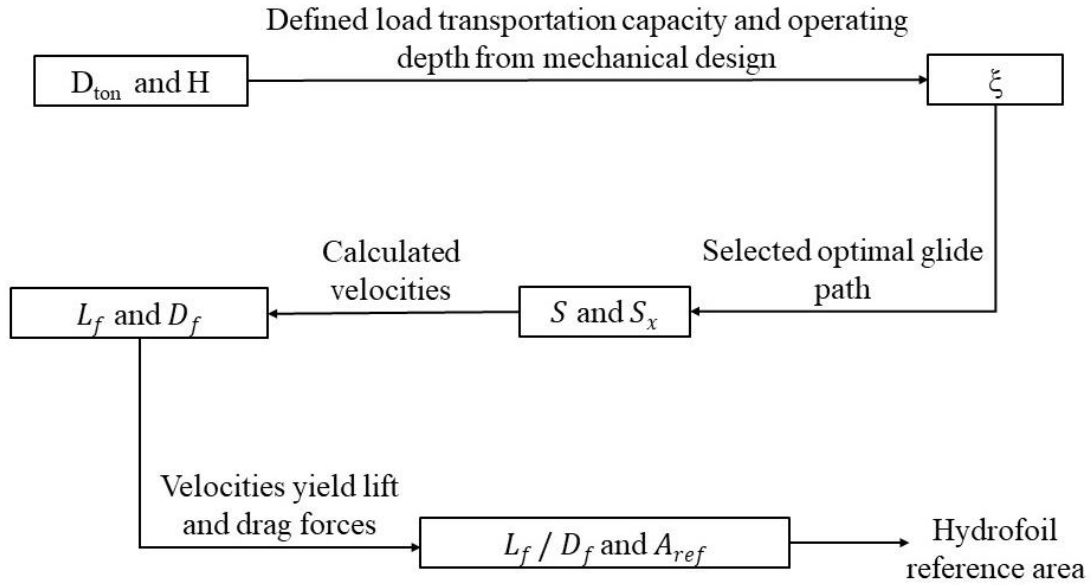 Defined load transportation capacity and operating
depth from mechanical design
D_ton and H
ξ
Selected optimal glide
path
Calculated
velocities
S and S_x
L_f and D_f
Velocities yield lift
and drag forces
L_f / D_f and A_ref
Hydrofoil
reference area